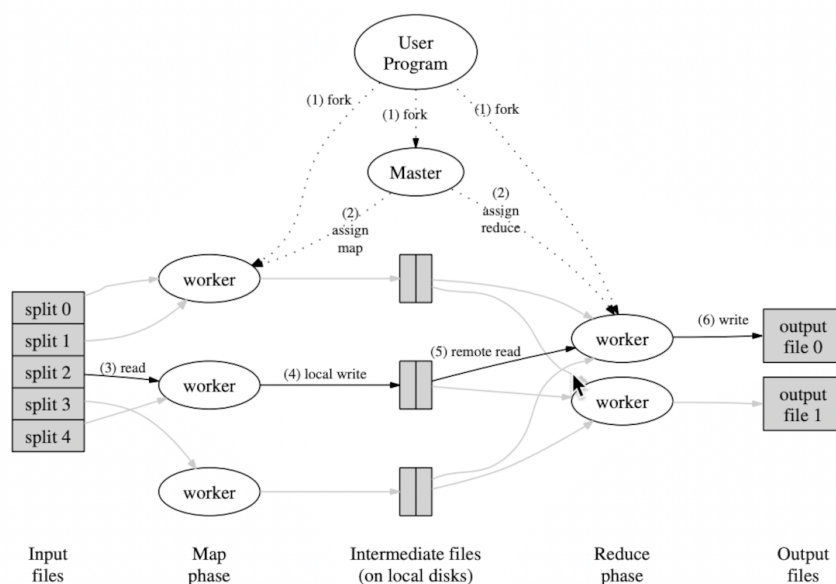 User
Program
(1) fork
(1) fork
(1) fork
Master
(2)
assign
map
(2)
assign
reduce
worker
split 0
split 1
split 2
split 3
split 4
(3) read
worker
(4) local write
(5) remote read
worker
(6) write
output
file 0
worker
output
file 1
worker
Input
files
Map
phase
Intermediate files
(on local disks)
Reduce
phase
Output
files